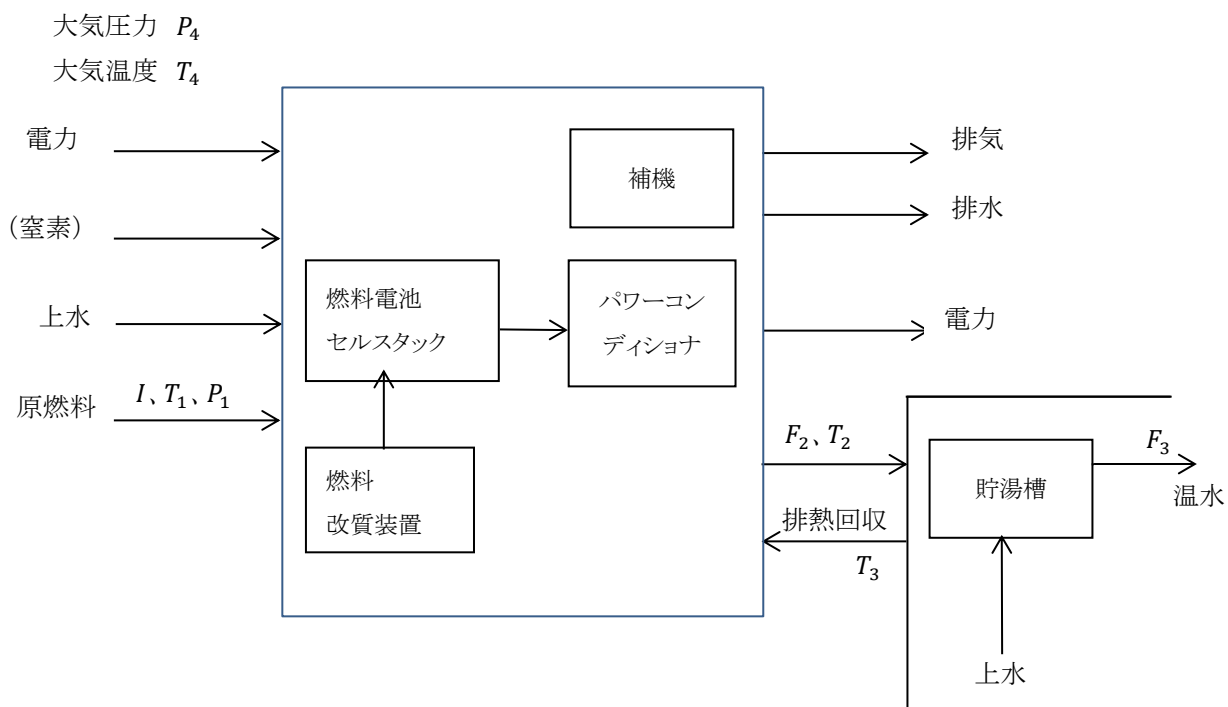 大気圧力 P₄
大気温度 T₄
電力
（窒素）
上水
原燃料
I、T₁、P₁
補機
燃料電池
セルスタック
パワーコン
ディショナ
燃料
改質装置
排気
排水
電力
F₂、T₂
排熱回収
T₃
貯湯槽
F₃
温水
上水